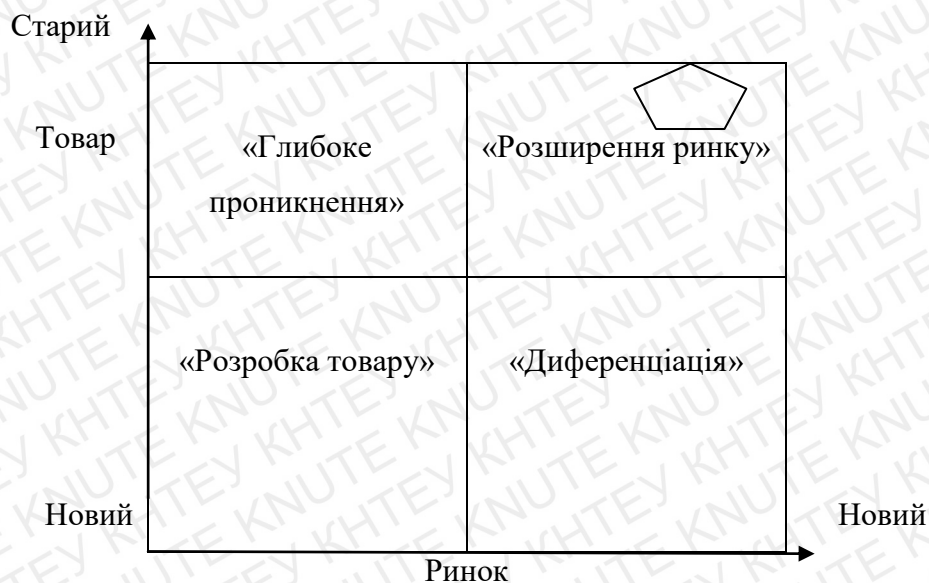 Старий
Товар
«Глибоке
проникнення»
«Розширення ринку»
«Розробка товару»
«Диференціація»
Новий
Новий
Ринок